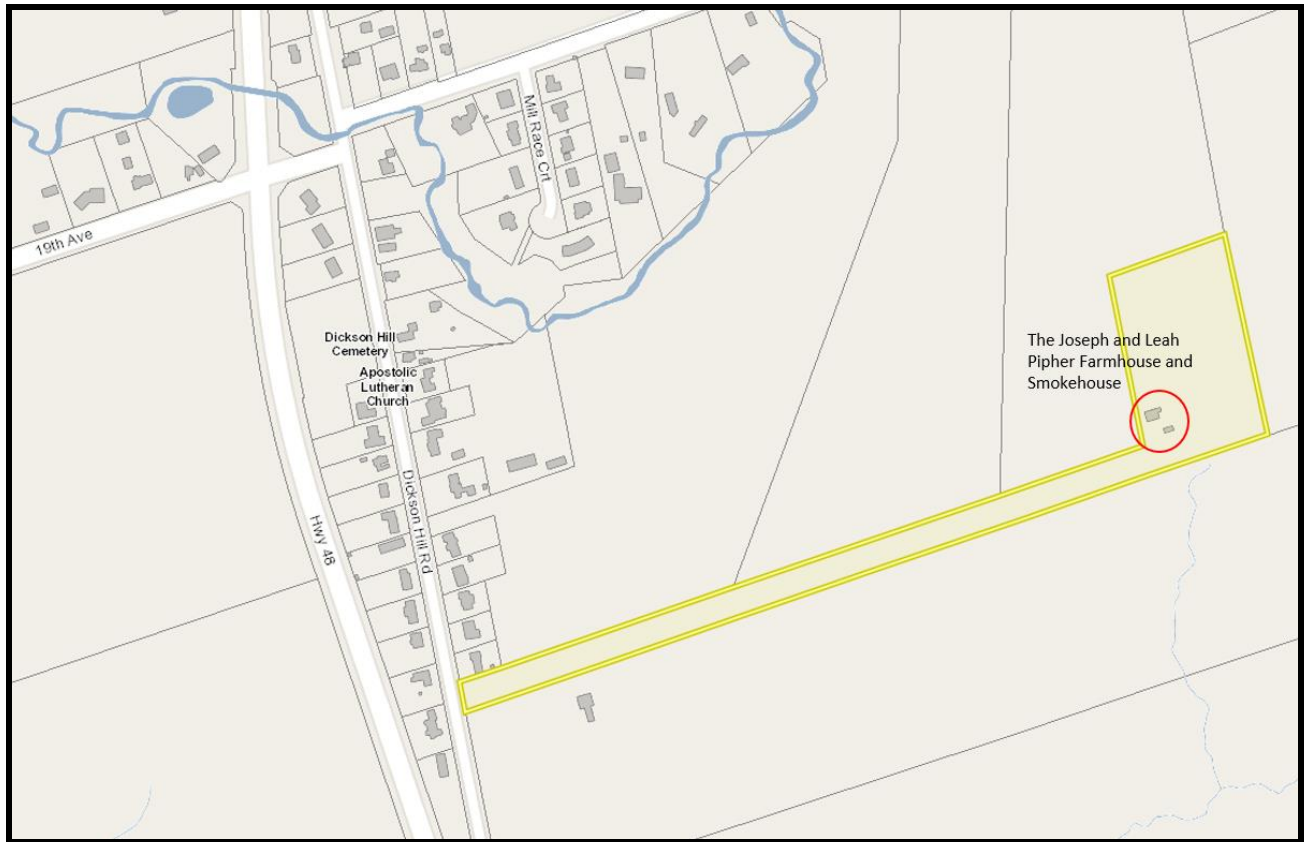 Mill Race Crt
19th Ave
Dickson Hill
Cemetery
Apostolic
Lutheran
Church
The Joseph and Leah
Pipher Farmhouse and
Smokehouse
Dickson Hill Rd
Hwy 48